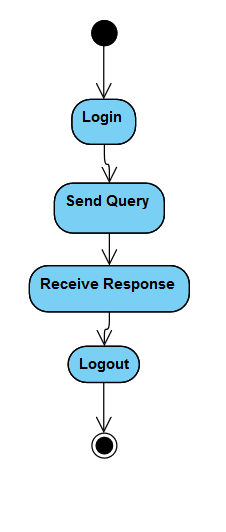 Login
Send Query
Receive Response
Logout